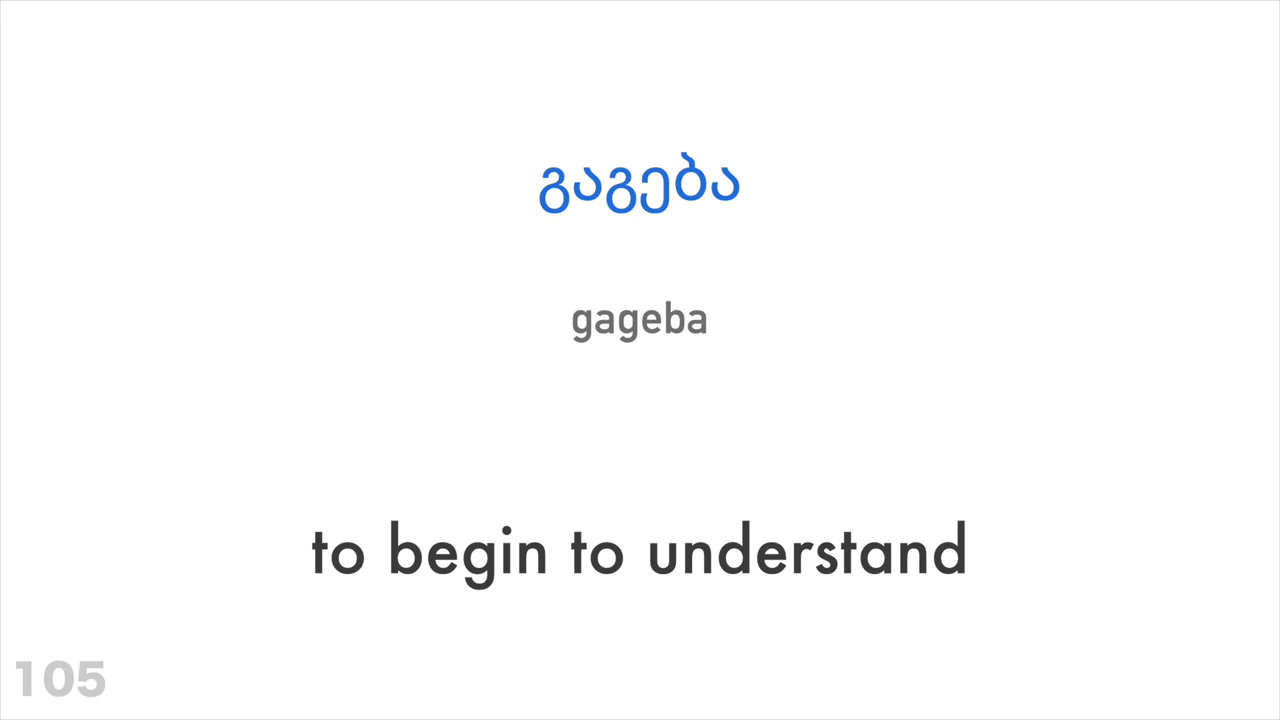 გაგება
gageba
to begin to understand
105